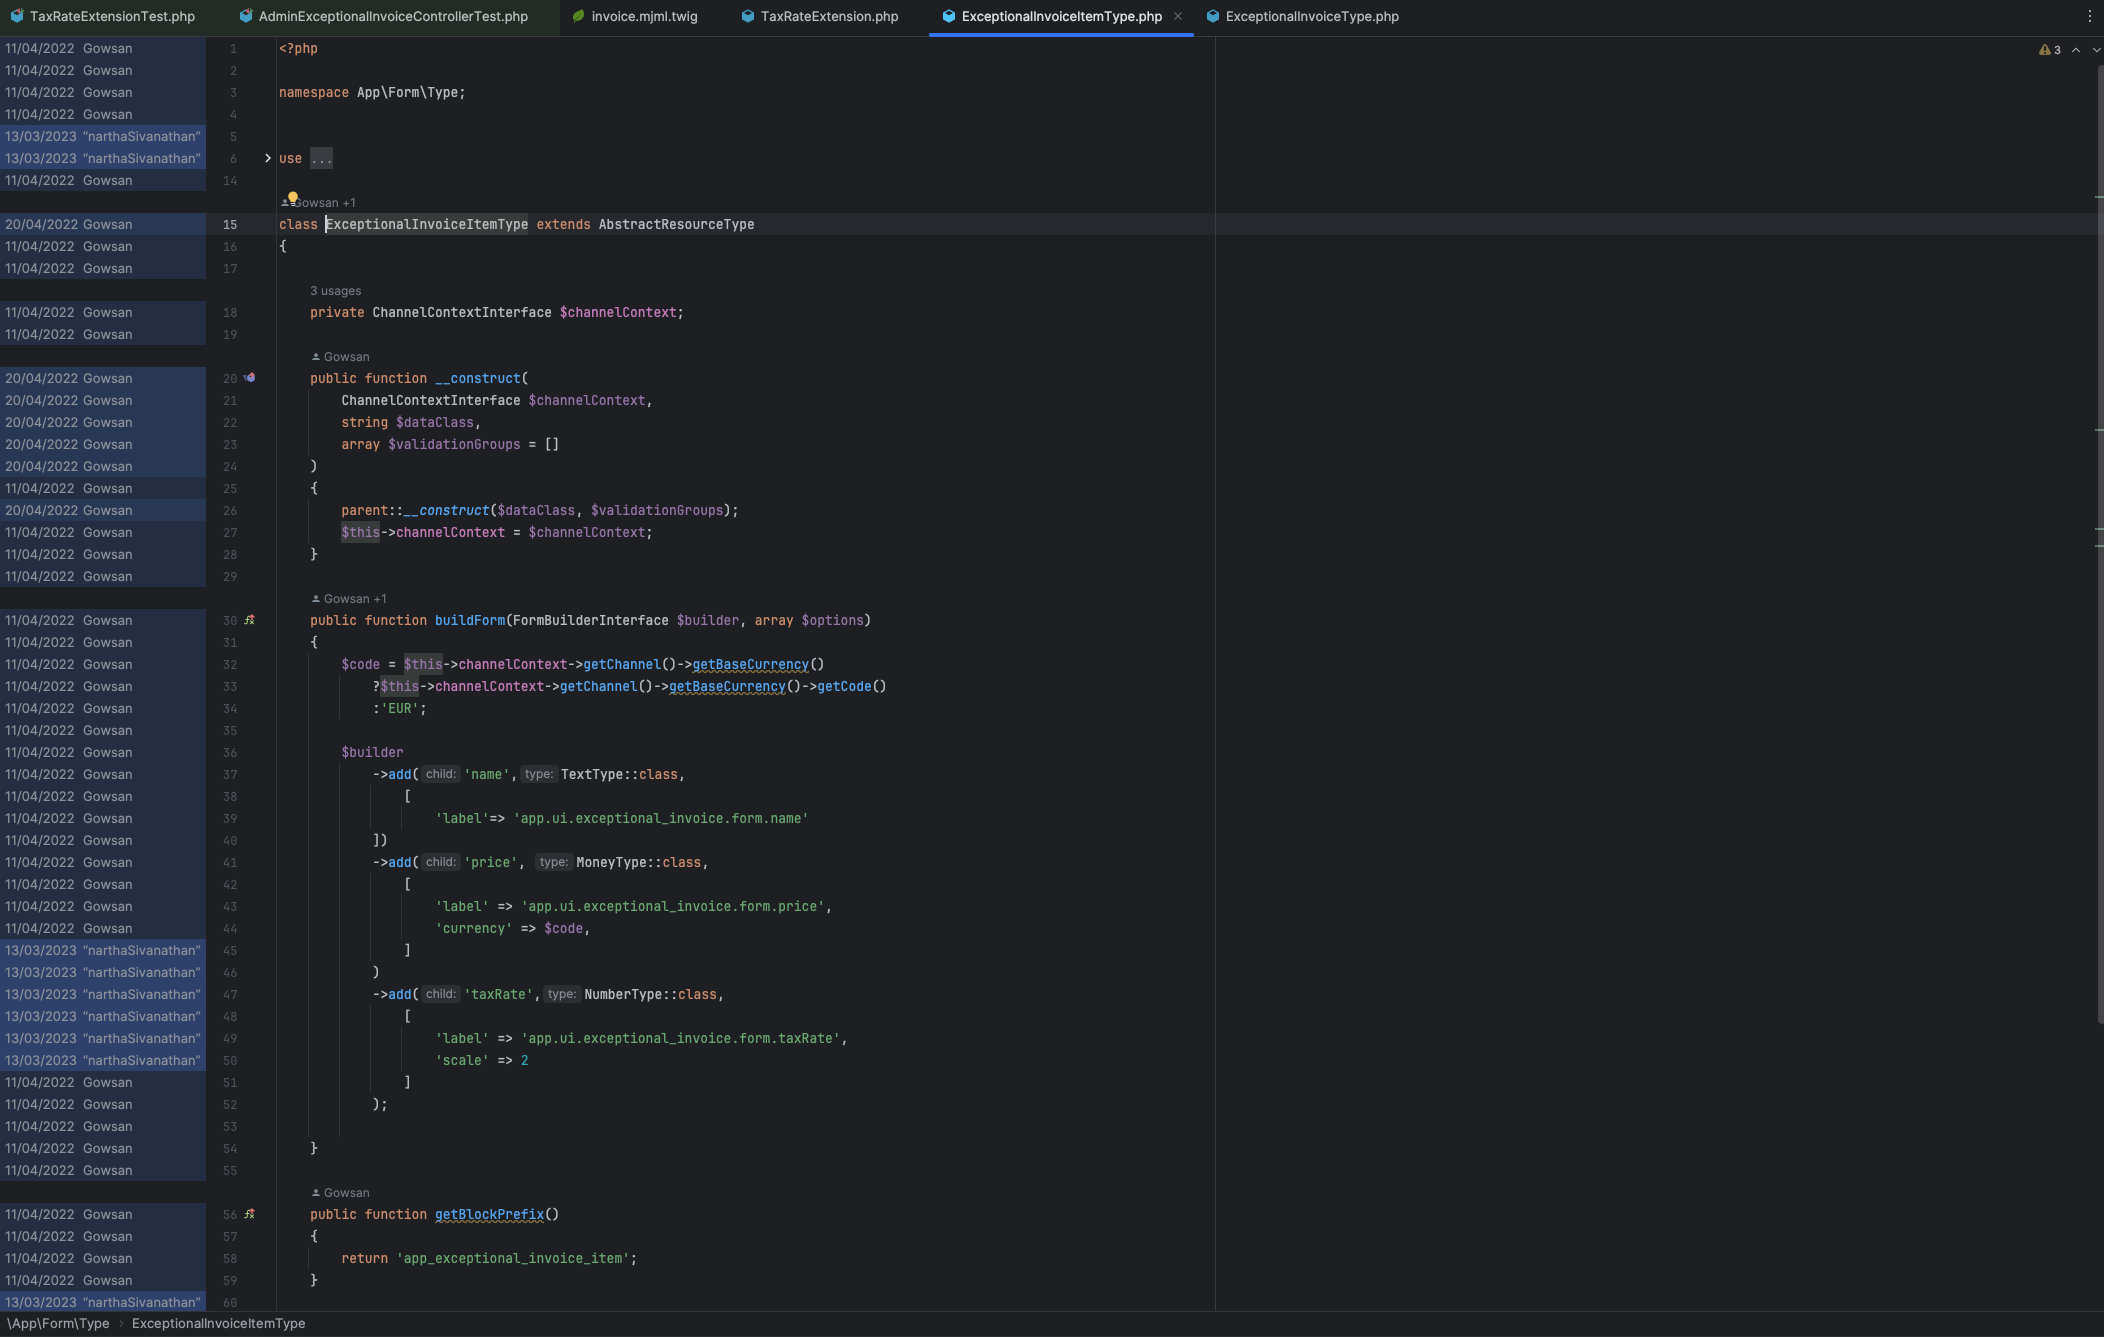 TaxRateExtensionTest.php AdminExceptionalInvoiceControllerTest.php invoice.mjml.twig TaxRateExtension.php ExceptionalInvoiceItemType.php ExceptionalInvoiceType.php
11/04/2022 Gowsan 1 <?php 3
11/04/2022 Gowsan 2
11/04/2022 Gowsan 3 namespace App\Form\Type;
11/04/2022 Gowsan 4
13/03/2023 "narthaSivanathan" 5
13/03/2023 "narthaSivanathan" 6 use ...
11/04/2022 Gowsan 14
Gowsan +1
20/04/2022 Gowsan 15 class ExceptionalInvoiceItemType extends AbstractResourceType
11/04/2022 Gowsan 16 {
11/04/2022 Gowsan 17
3 usages
11/04/2022 Gowsan 18 private ChannelContextInterface $channelContext;
11/04/2022 Gowsan 19
Gowsan
20/04/2022 Gowsan 20 public function __construct(
20/04/2022 Gowsan 21 ChannelContextInterface $channelContext,
20/04/2022 Gowsan 22 string $dataClass,
20/04/2022 Gowsan 23 array $validationGroups = []
20/04/2022 Gowsan 24 )
11/04/2022 Gowsan 25 {
20/04/2022 Gowsan 26 parent::__construct($dataClass, $validationGroups);
11/04/2022 Gowsan 27 $this->channelContext = $channelContext;
11/04/2022 Gowsan 28 }
11/04/2022 Gowsan 29
Gowsan +1
11/04/2022 Gowsan 30 public function buildForm(FormBuilderInterface $builder, array $options)
11/04/2022 Gowsan 31 {
11/04/2022 Gowsan 32 $code = $this->channelContext->getChannel()->getBaseCurrency()
11/04/2022 Gowsan 33 ?$this->channelContext->getChannel()->getBaseCurrency()->getCode()
11/04/2022 Gowsan 34 :'EUR';
11/04/2022 Gowsan 35
11/04/2022 Gowsan 36 $builder
11/04/2022 Gowsan 37 ->add( child: 'name', type: TextType::class,
11/04/2022 Gowsan 38 [
11/04/2022 Gowsan 39 'label'=> 'app.ui.exceptional_invoice.form.name'
11/04/2022 Gowsan 40 ])
11/04/2022 Gowsan 41 ->add( child: 'price', type: MoneyType::class,
11/04/2022 Gowsan 42 [
11/04/2022 Gowsan 43 'label' => 'app.ui.exceptional_invoice.form.price',
11/04/2022 Gowsan 44 'currency' => $code,
13/03/2023 "narthaSivanathan" 45 ]
13/03/2023 "narthaSivanathan" 46 )
13/03/2023 "narthaSivanathan" 47 ->add( child: 'taxRate', type: NumberType::class,
13/03/2023 "narthaSivanathan" 48 [
13/03/2023 "narthaSivanathan" 49 'label' => 'app.ui.exceptional_invoice.form.taxRate',
13/03/2023 "narthaSivanathan" 50 'scale' => 2
11/04/2022 Gowsan 51 ]
11/04/2022 Gowsan 52 );
11/04/2022 Gowsan 53
11/04/2022 Gowsan 54 }
11/04/2022 Gowsan 55
Gowsan
11/04/2022 Gowsan 56 public function getBlockPrefix()
11/04/2022 Gowsan 57 {
11/04/2022 Gowsan 58 return 'app_exceptional_invoice_item';
11/04/2022 Gowsan 59 }
13/03/2023 "narthaSivanathan" 60
\App\Form\Type › ExceptionalInvoiceItemType